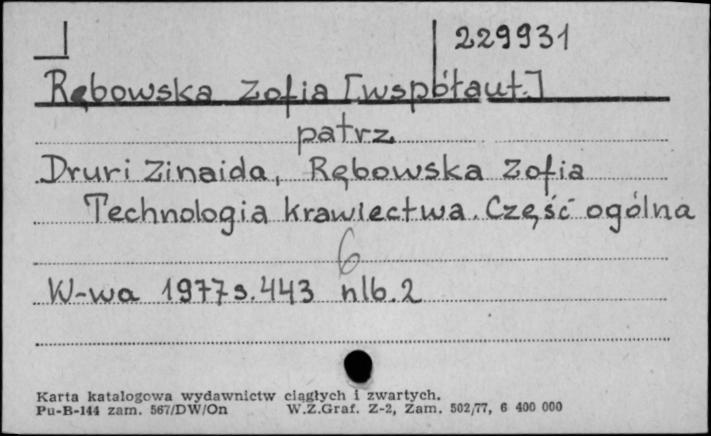 229931
Rębowska Zofia [współaut.]
patrz
Druri Zinaida, Rębowska Zofia
Technologia krawiectwa. Część ogólna
6
W-wa 1977 s. 443 nlb. 2
Karta katalogowa wydawnictw ciągłych i zwartych.
Pu-B-144 zam. 567/DW/On W.Z.Graf. Z-2, Zam. 502/77, 6 400 000